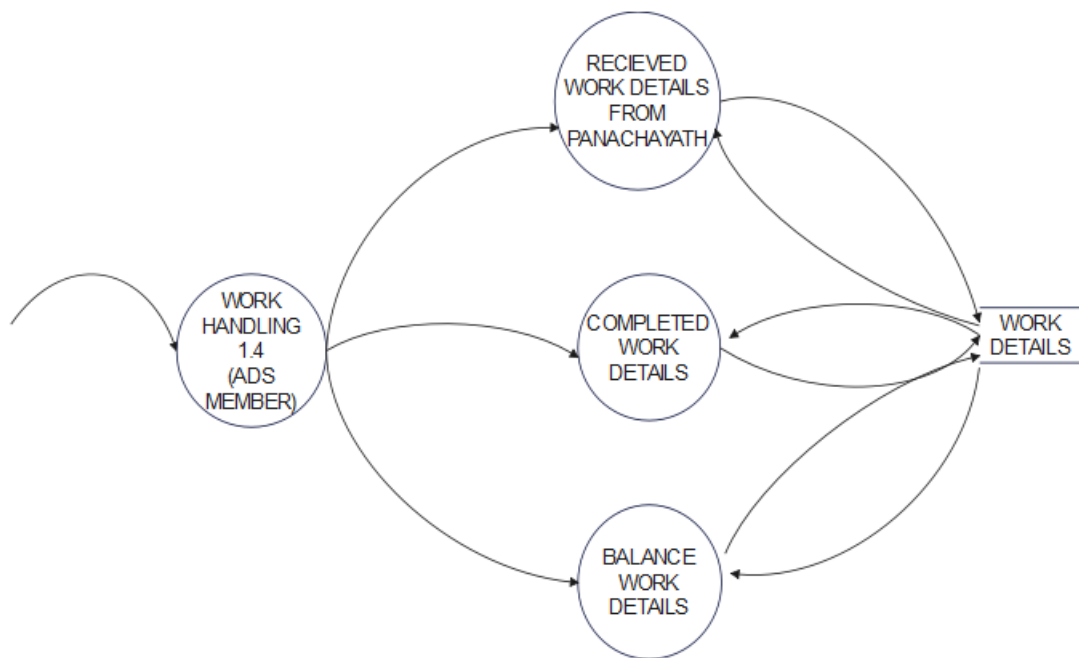 RECIEVED
WORK DETAILS
FROM
PANACHAYATH
WORK
HANDLING
1.4
(ADS
MEMBER)
COMPLETED
WORK
DETAILS
WORK
DETAILS
BALANCE
WORK
DETAILS